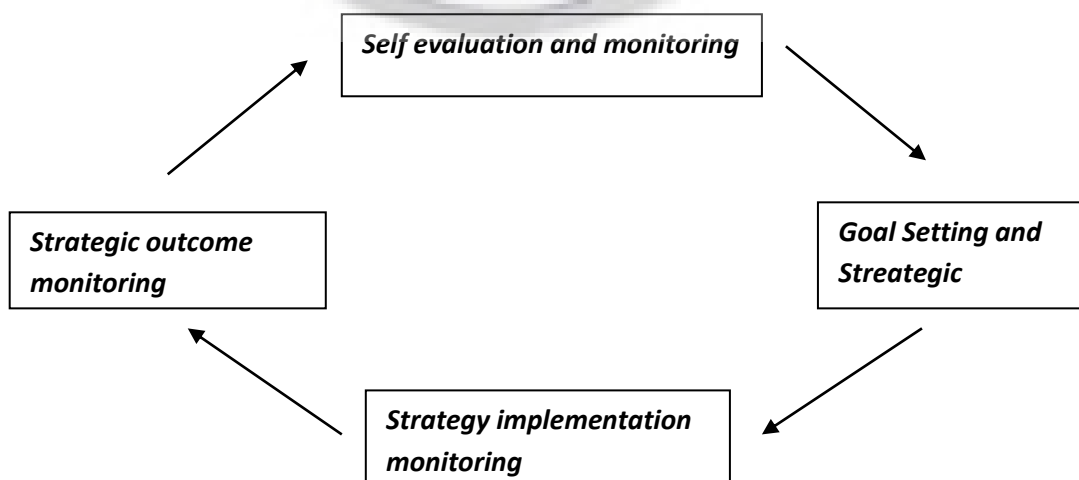 Self evaluation and monitoring
Goal Setting and
Streategic
Strategic outcome
monitoring
Strategy implementation
monitoring